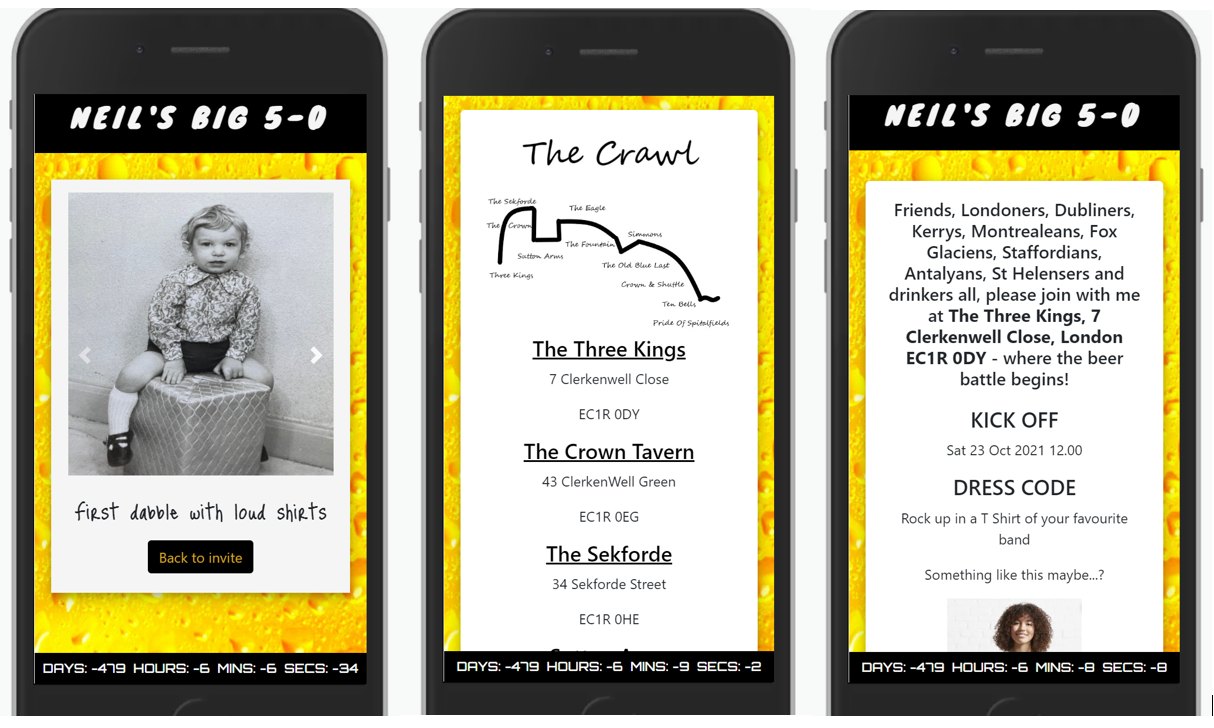 NEIL'S BIG 5-0
first dabble with loud shirts
Back to invite
DAYS: -479 HOURS: -6 MINS: -6 SECS: -34
The Crawl
The Sekforde
The Eagle
The Crown
Simmons
The Fountain
Sutton Arms
The Old Blue Last
Three Kings
Crown & Shuttle
Ten Bells
Pride Of Spitalfields
The Three Kings
7 Clerkenwell Close
EC1R 0DY
The Crown Tavern
43 ClerkenWell Green
EC1R 0EG
The Sekforde
34 Sekforde Street
EC1R 0HE
DAYS: -479 HOURS: -6 MINS: -9 SECS: -2
NEIL'S BIG 5-0
Friends, Londoners, Dubliners,
Kerrys, Montrealeans, Fox
Glaciens, Staffordians,
Antalyans, St Helensers and
drinkers all, please join with me
at The Three Kings, 7
Clerkenwell Close, London
EC1R 0DY - where the beer
battle begins!
KICK OFF
Sat 23 Oct 2021 12.00
DRESS CODE
Rock up in a T Shirt of your favourite
band
Something like this maybe...?
DAYS: -479 HOURS: -6 MINS: -8 SECS: -8